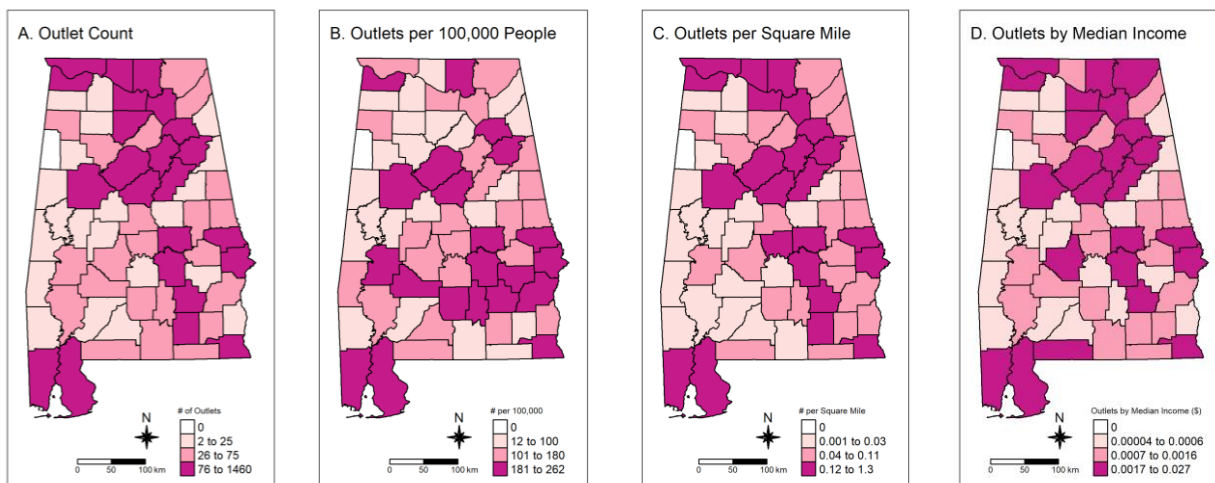 A. Outlet Count
# of Outlets
0
2 to 25
26 to 75
76 to 1460
N
0 50 100 km
B. Outlets per 100,000 People
# per 100,000
0
12 to 100
101 to 180
181 to 262
N
0 50 100 km
C. Outlets per Square Mile
# per Square Mile
0
0.001 to 0.03
0.04 to 0.11
0.12 to 1.3
N
0 50 100 km
D. Outlets by Median Income
Outlets by Median Income ($)
0
0.00004 to 0.0006
0.0007 to 0.0016
0.0017 to 0.027
N
0 50 100 km